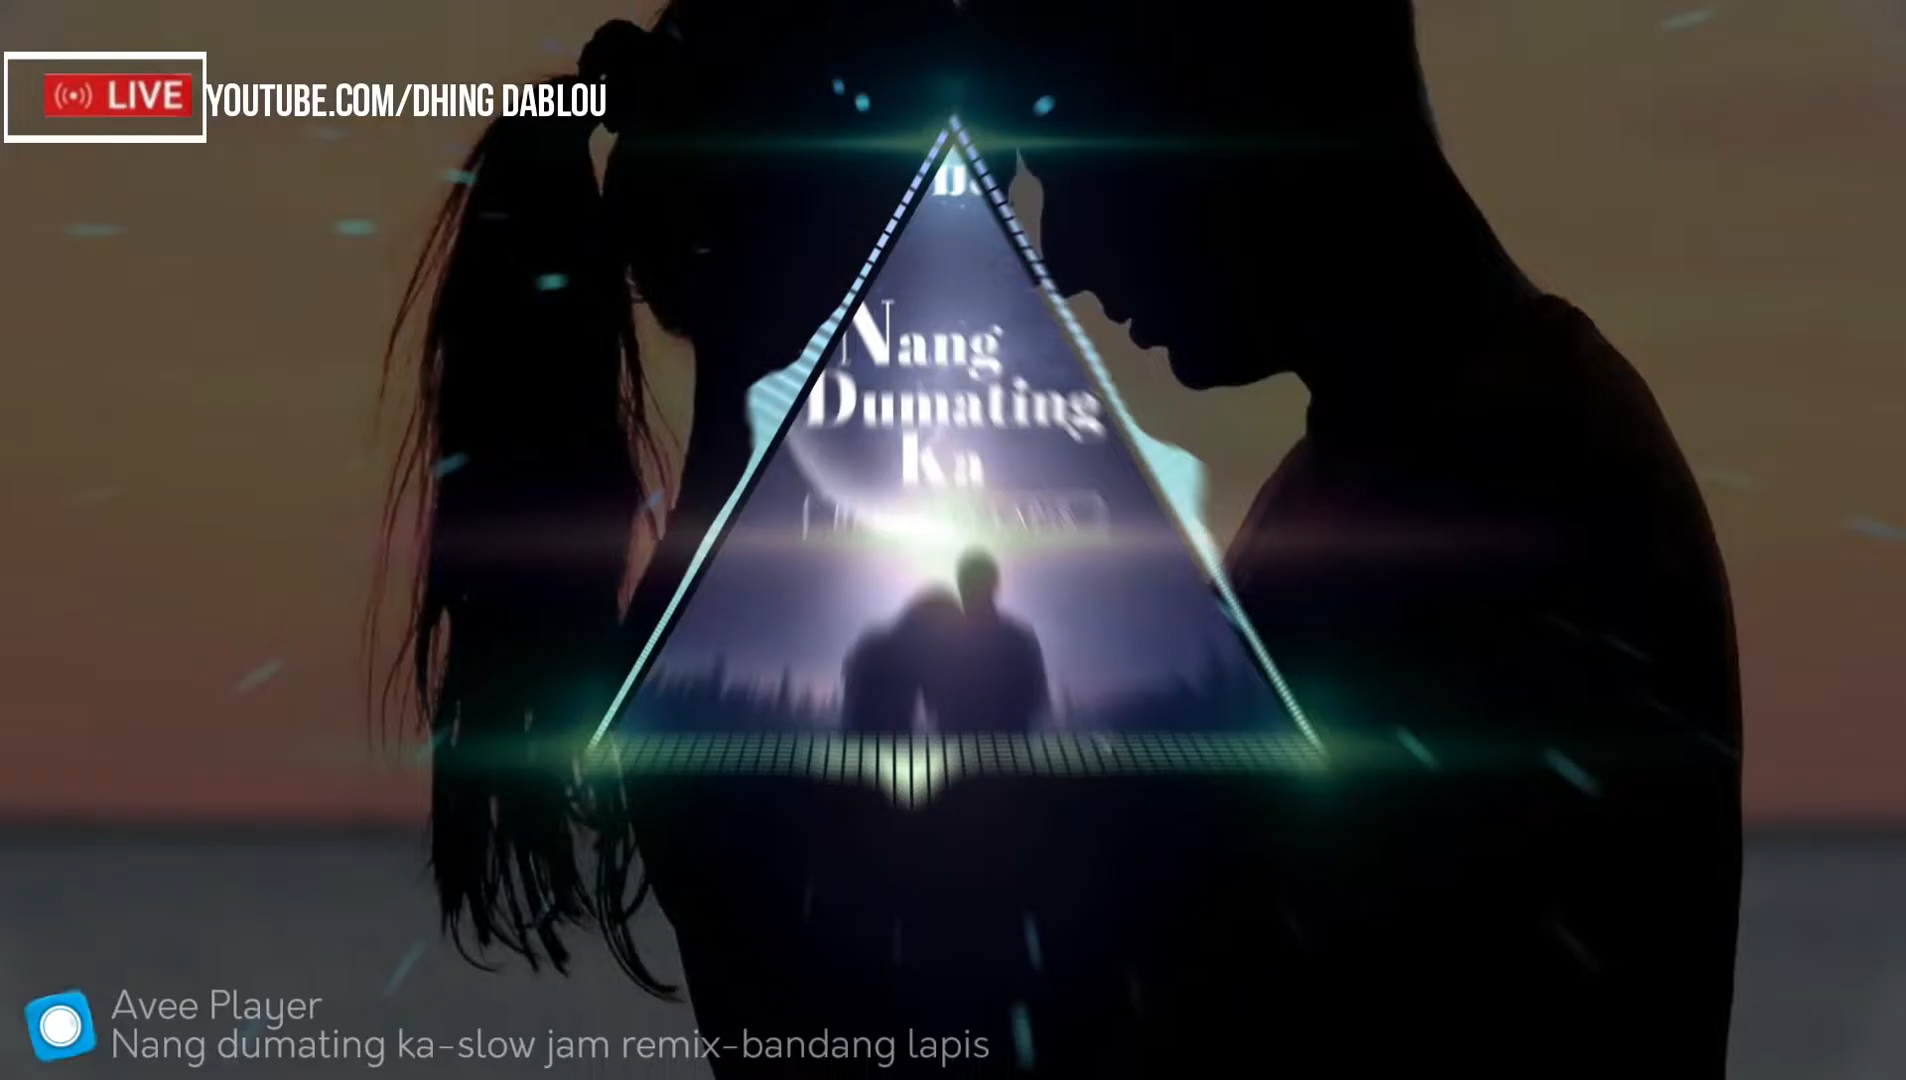 LIVE YOUTUBE.COM/DHING DABLOU
Nang
Dumating
Ka
Avee Player
Nang dumating ka-slow jam remix-bandang lapis